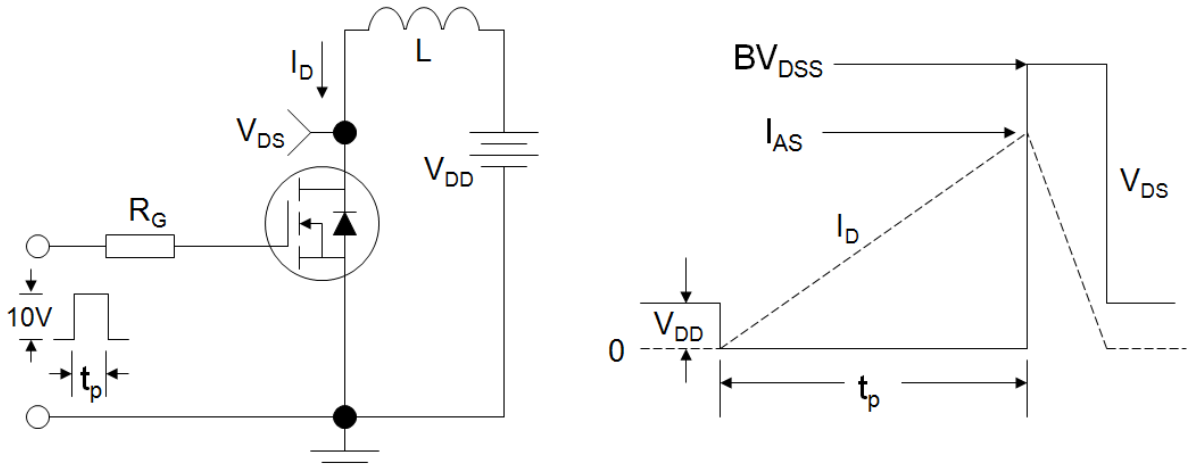 L
I_D
V_DS
V_DD
R_G
10V
t_p
BV_DSS
I_AS
V_DS
I_D
V_DD
0
t_p